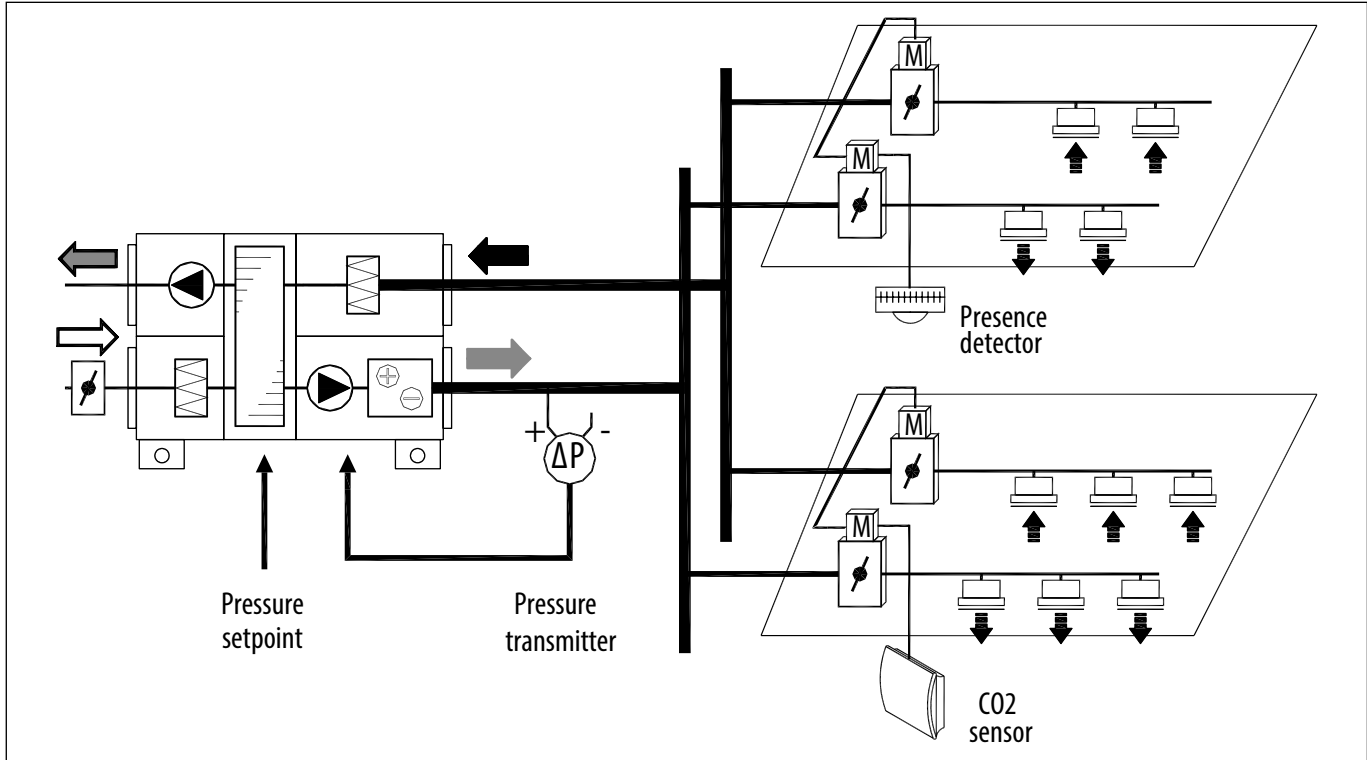 M
M
Presence
detector
+
-
ΔP
M
M
Pressure
setpoint
Pressure
transmitter
CO2
sensor